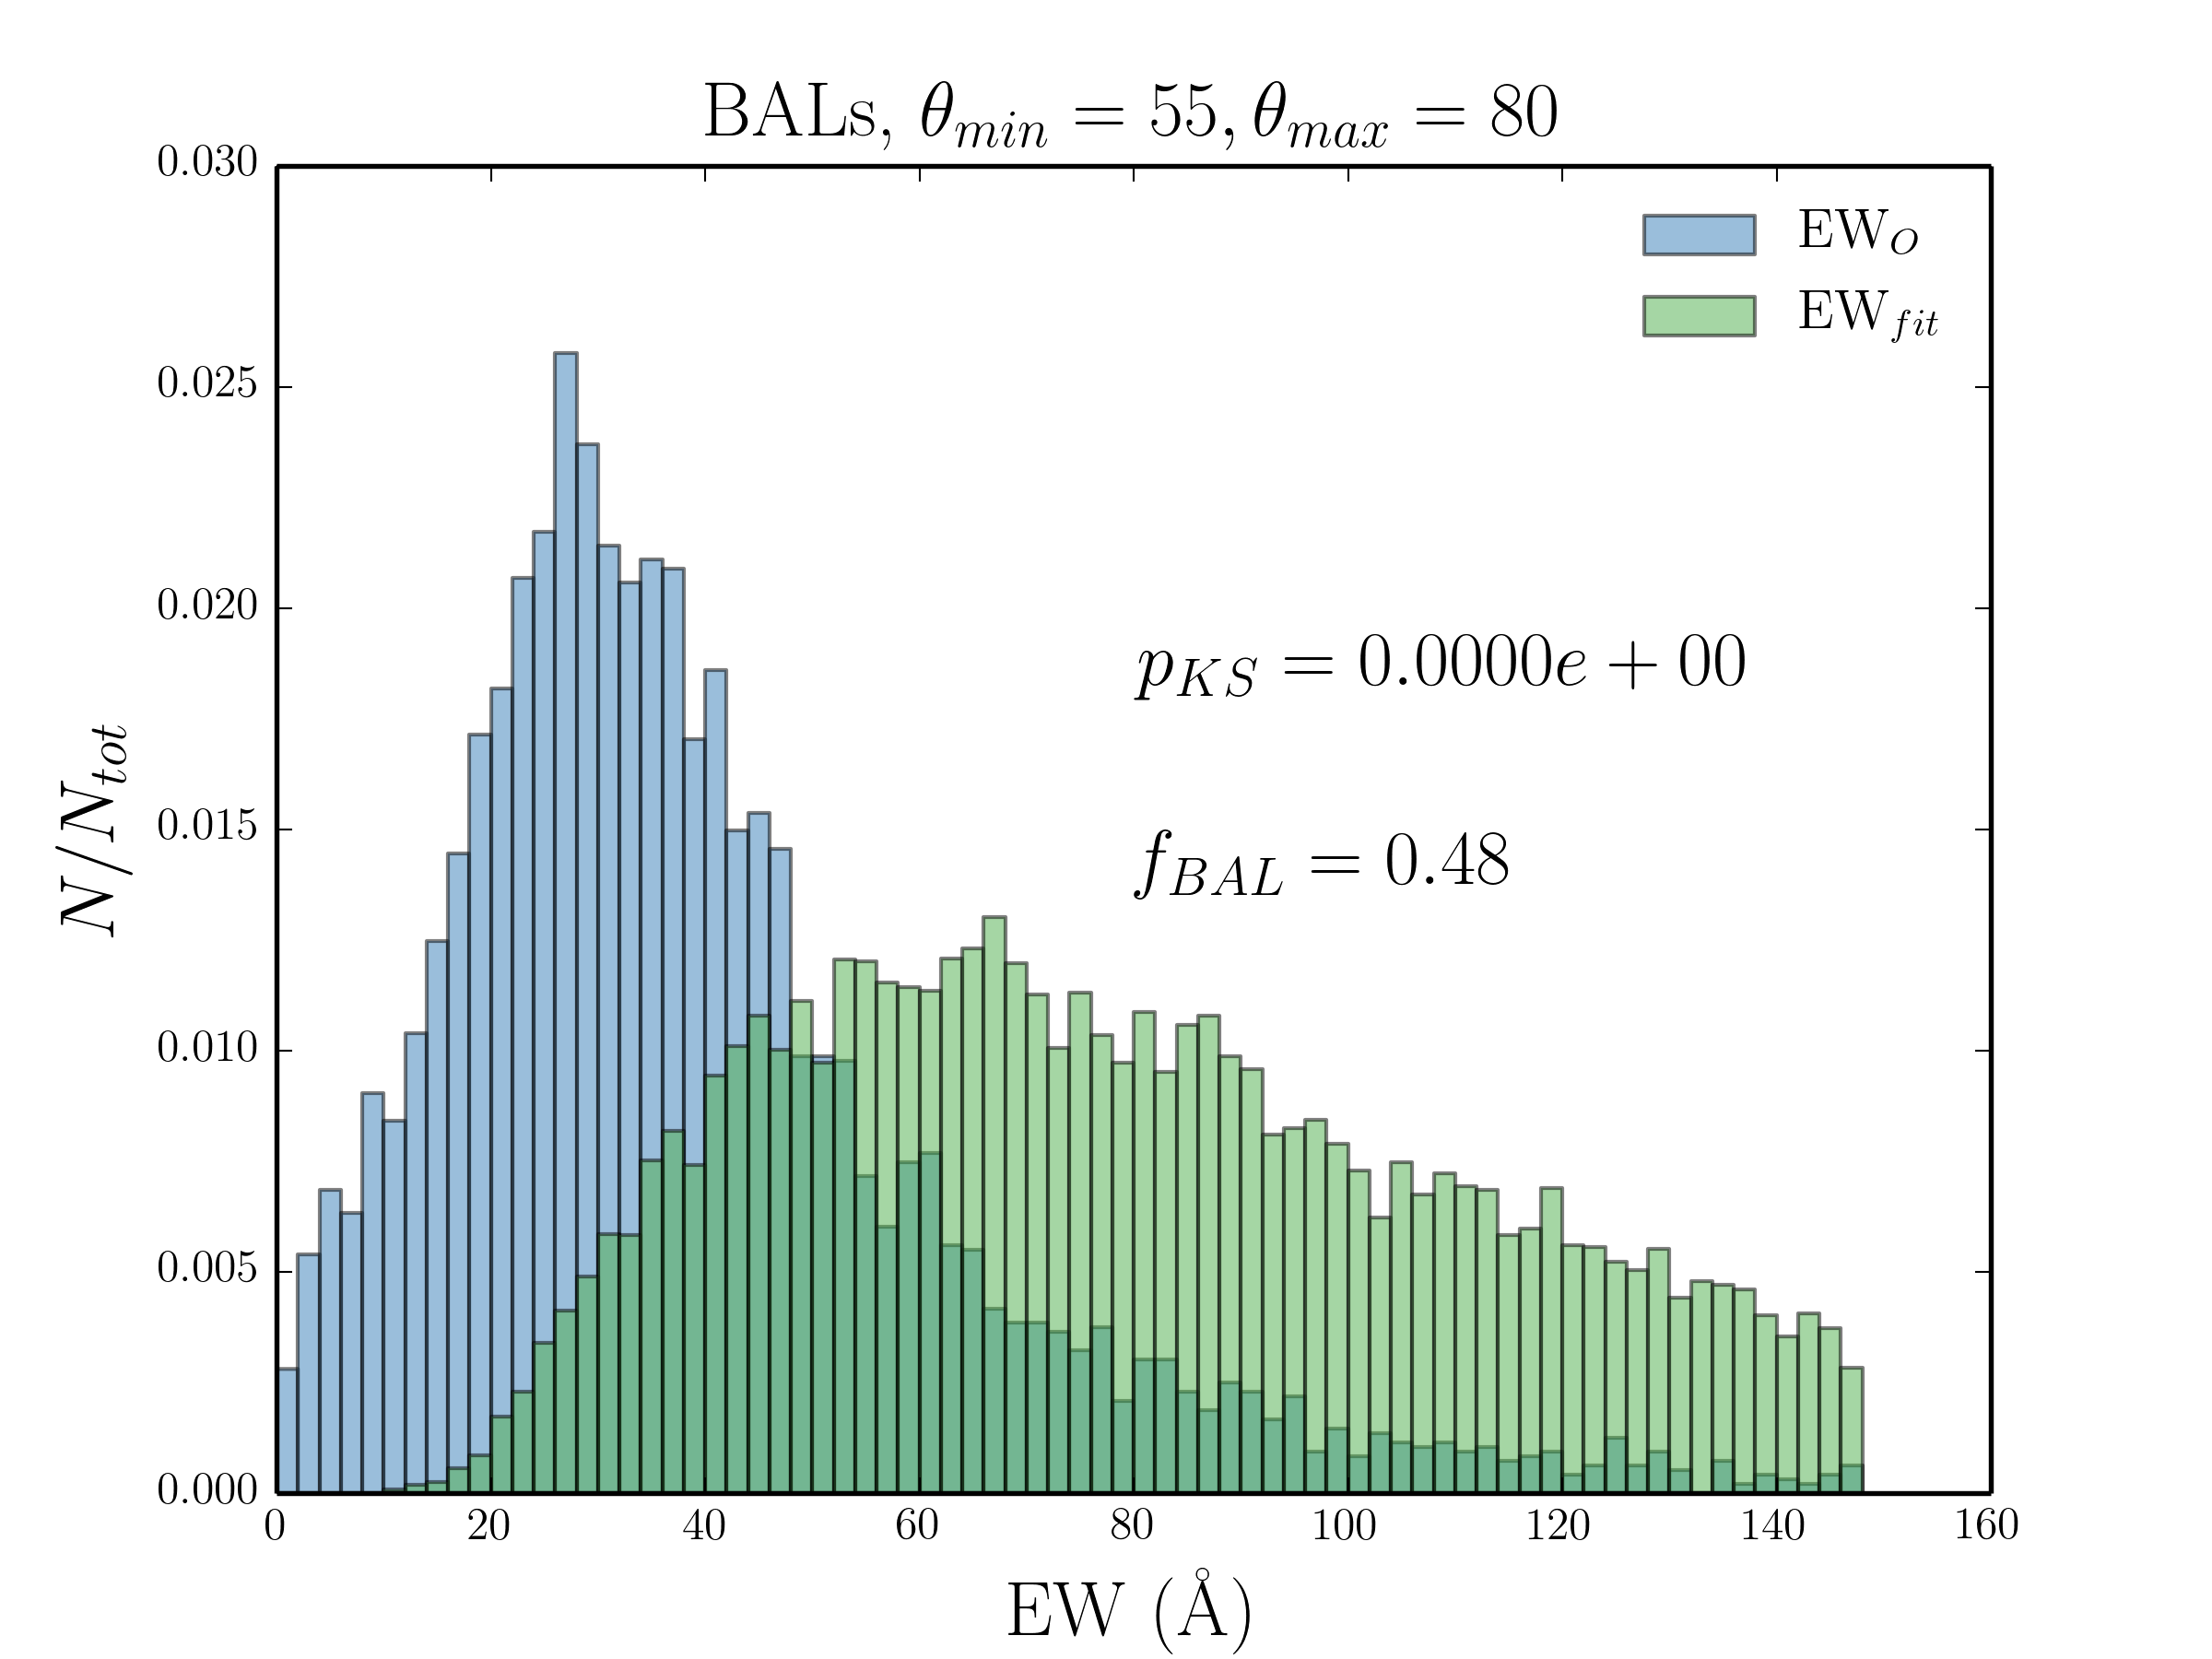 BALs, θ_min = 55, θ_max = 80
EW_O
EW_fit
p_KS = 0.0000e + 00
f_BAL = 0.48
N/N_tot
0.030
0.025
0.020
0.015
0.010
0.005
0.000
0 20 40 60 80 100 120 140 160
EW (Å)